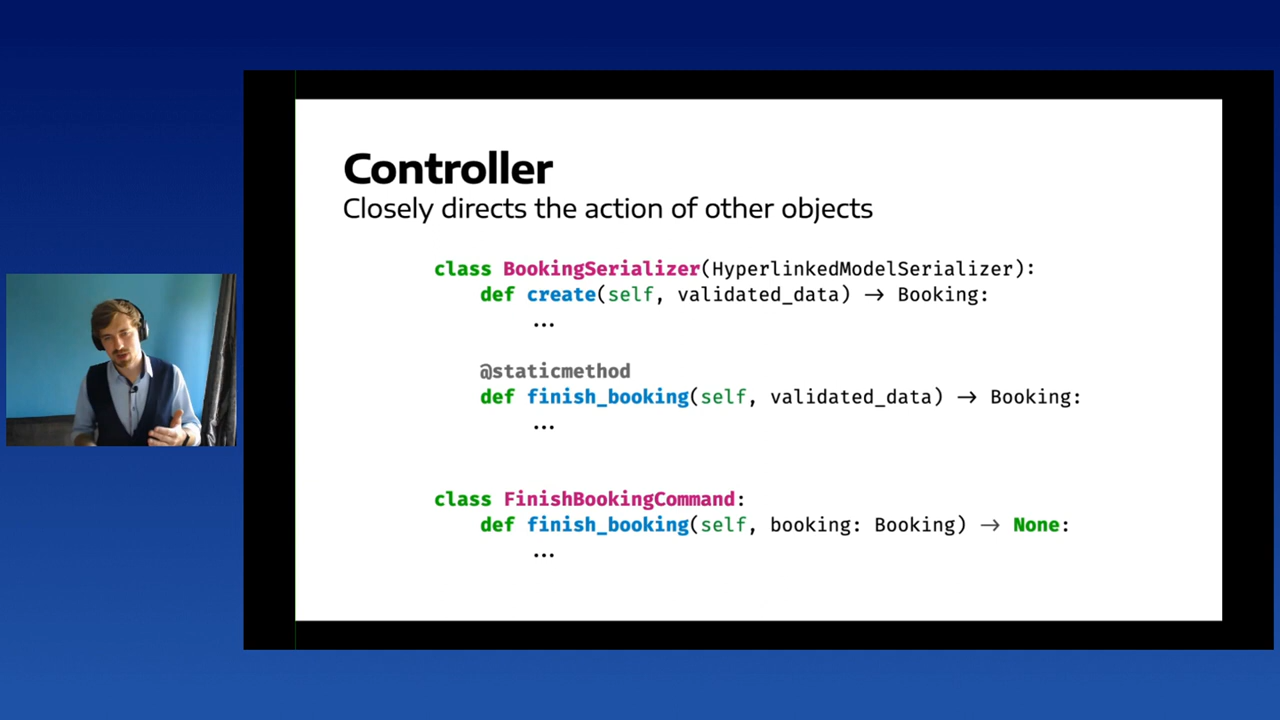 Controller
Closely directs the action of other objects
class BookingSerializer(HyperlinkedModelSerializer):
def create(self, validated_data) → Booking:
...
@staticmethod
def finish_booking(self, validated_data) → Booking:
...
class FinishBookingCommand:
def finish_booking(self, booking: Booking) → None:
...